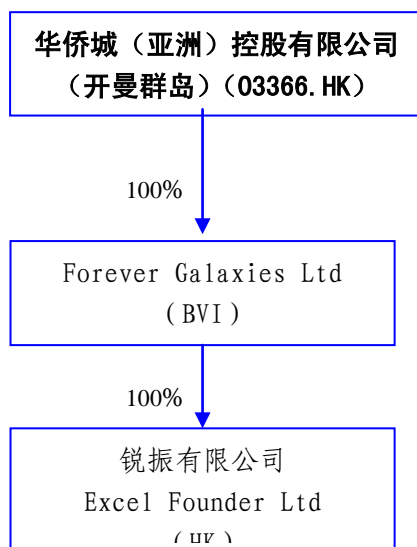 华侨城（亚洲）控股有限公司
（开曼群岛）（03366.HK）
100%
Forever Galaxies Ltd
(BVI)
100%
锐振有限公司
Excel Founder Ltd
(HK)